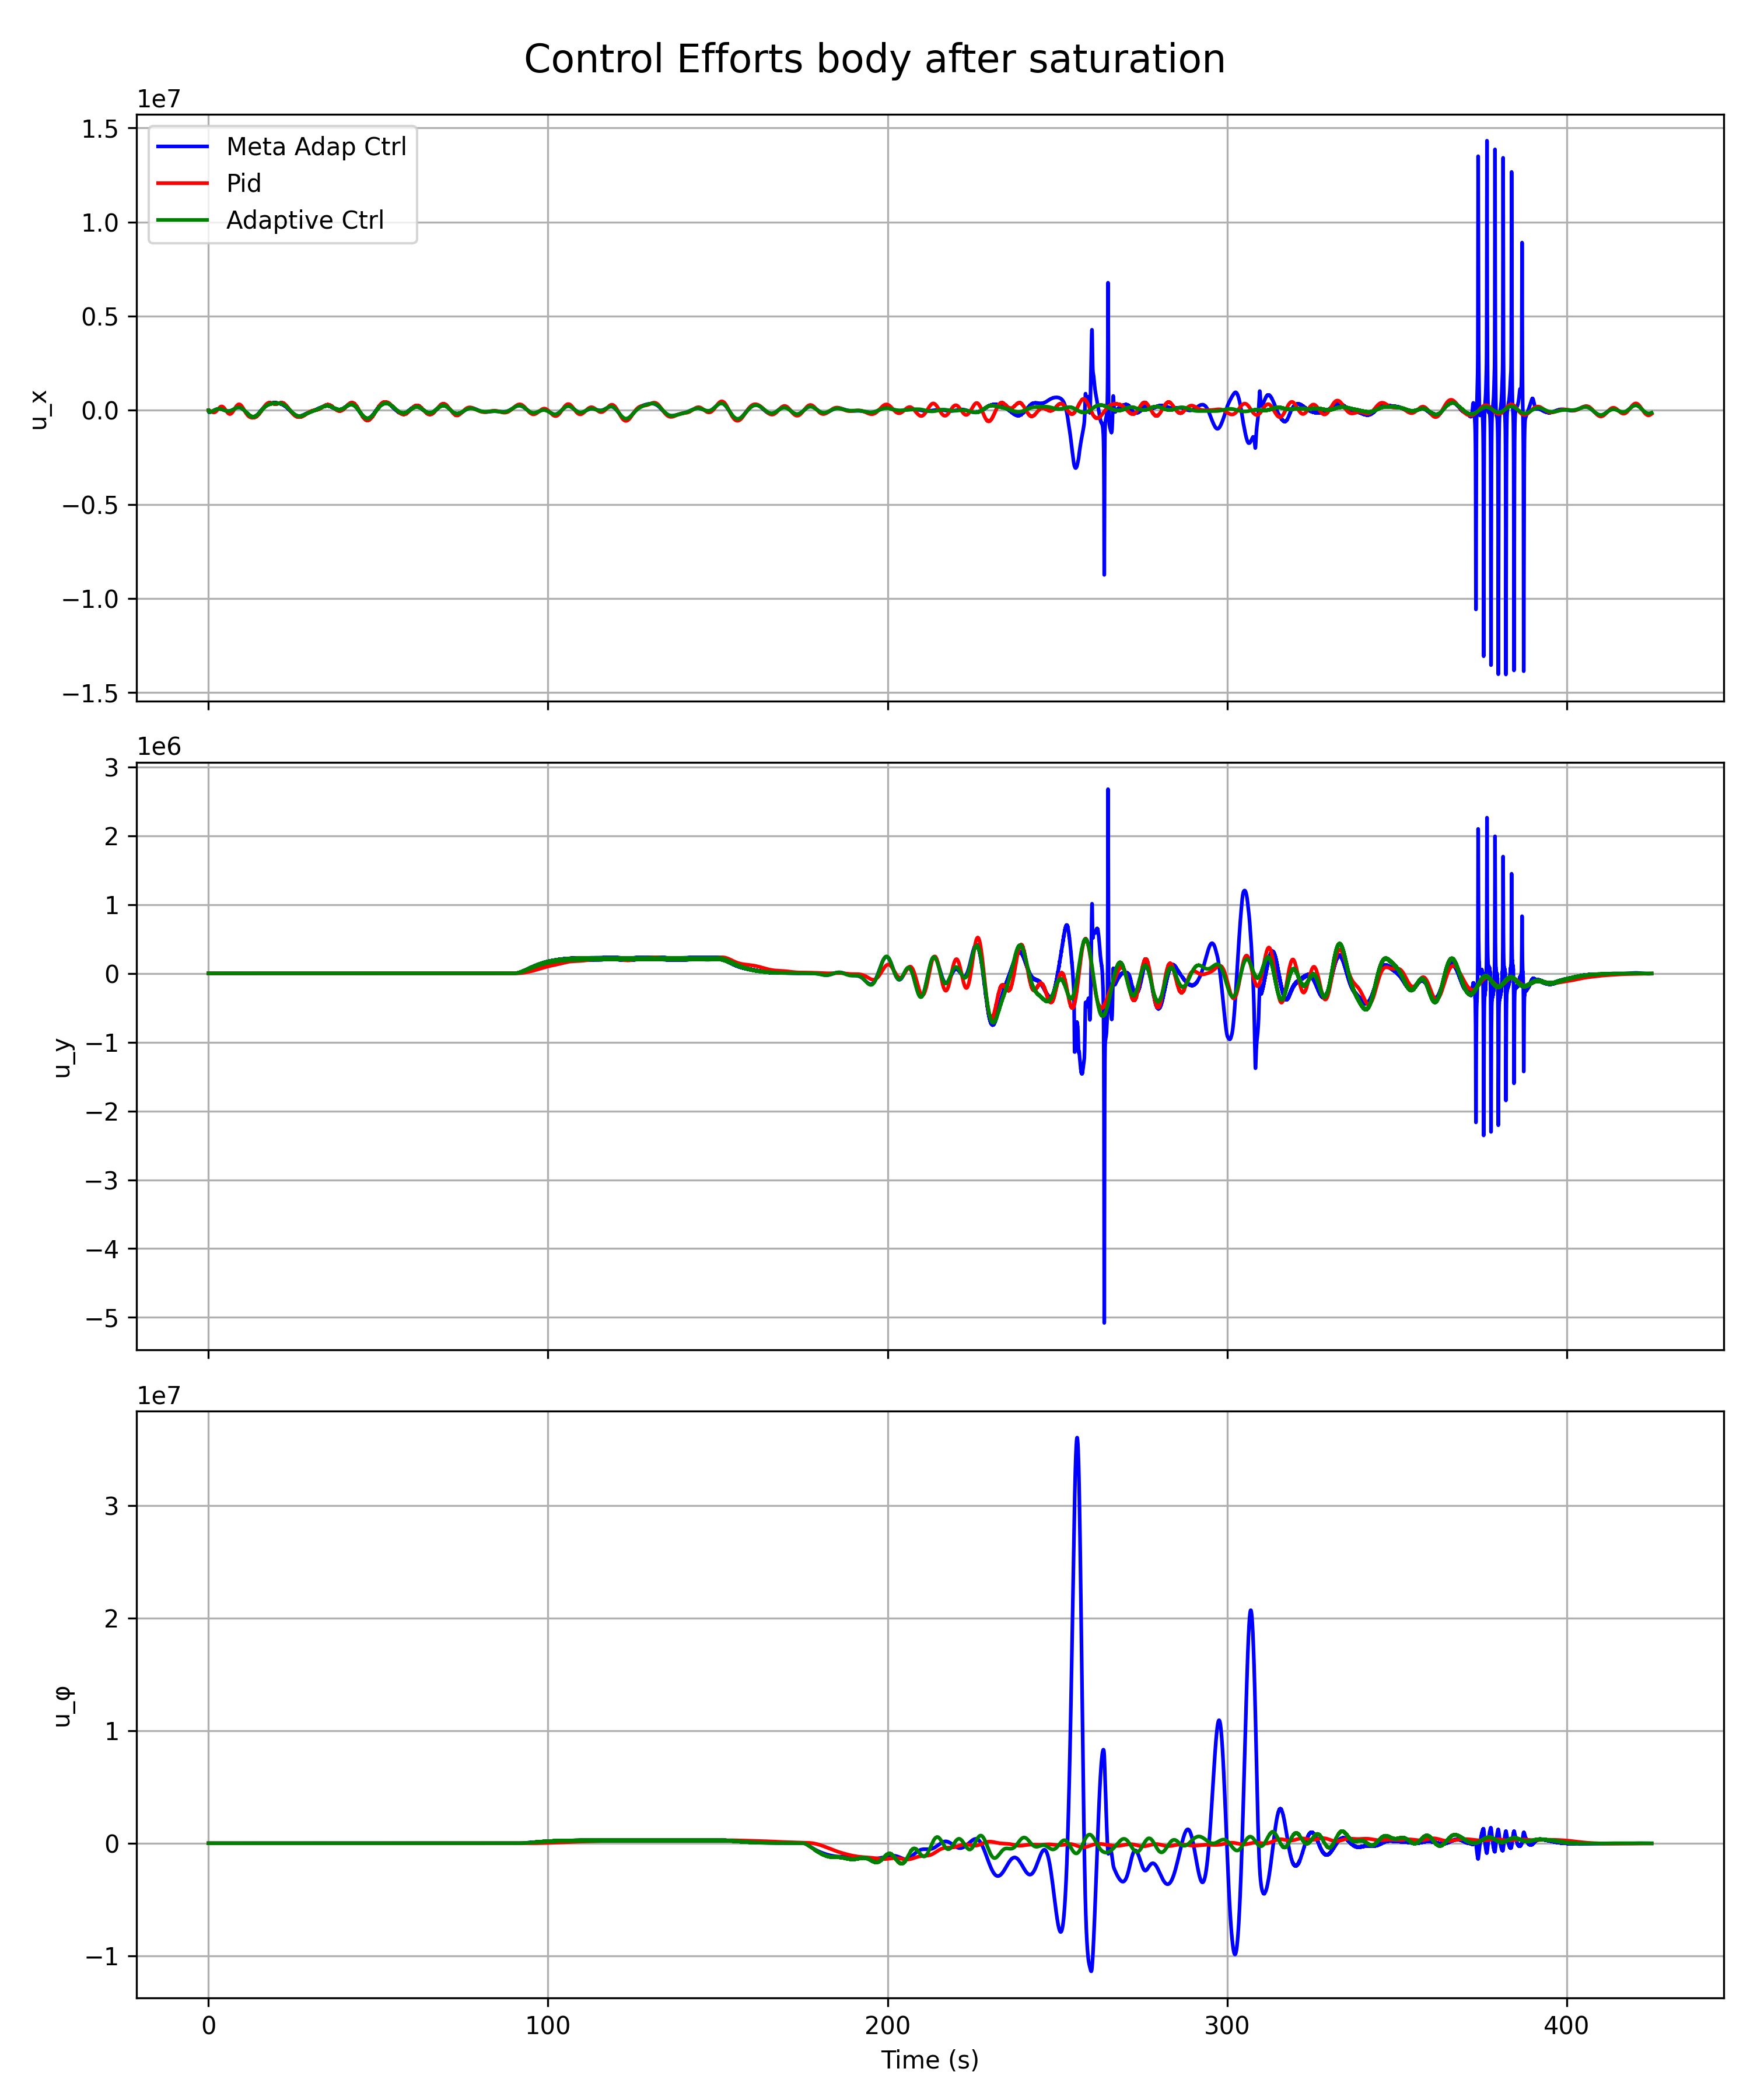 Control Efforts body after saturation
1e7
1.5
1.0
0.5
0.0
−0.5
−1.0
−1.5
u_x
Meta Adap Ctrl
Pid
Adaptive Ctrl
1e6
3
2
1
0
−1
−2
−3
−4
−5
u_y
1e7
3
2
1
0
−1
u_φ
0 100 200 300 400
Time (s)